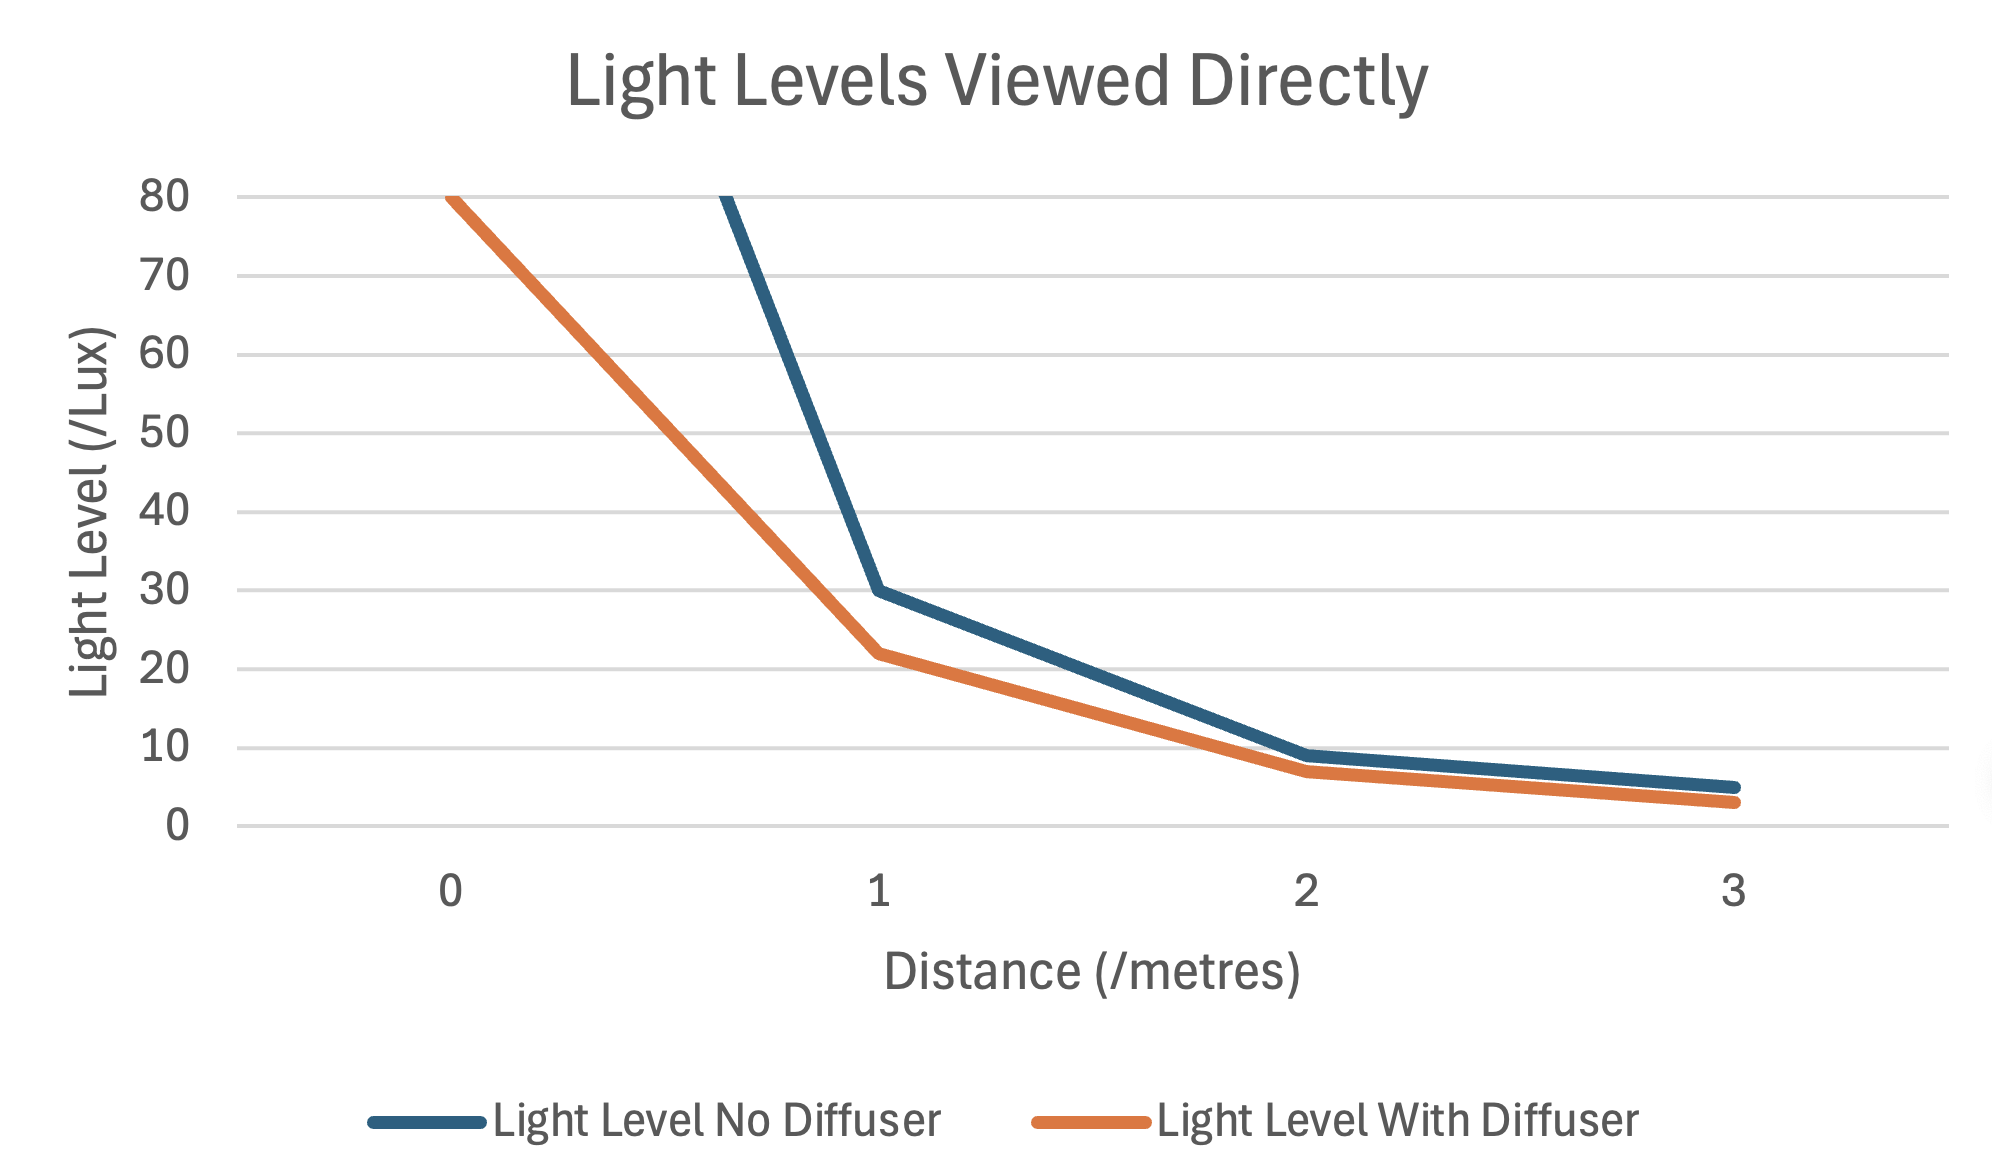 Light Levels Viewed Directly
80
70
60
50
40
30
20
10
0
Light Level (/Lux)
0 1 2 3
Distance (/metres)
Light Level No Diffuser Light Level With Diffuser